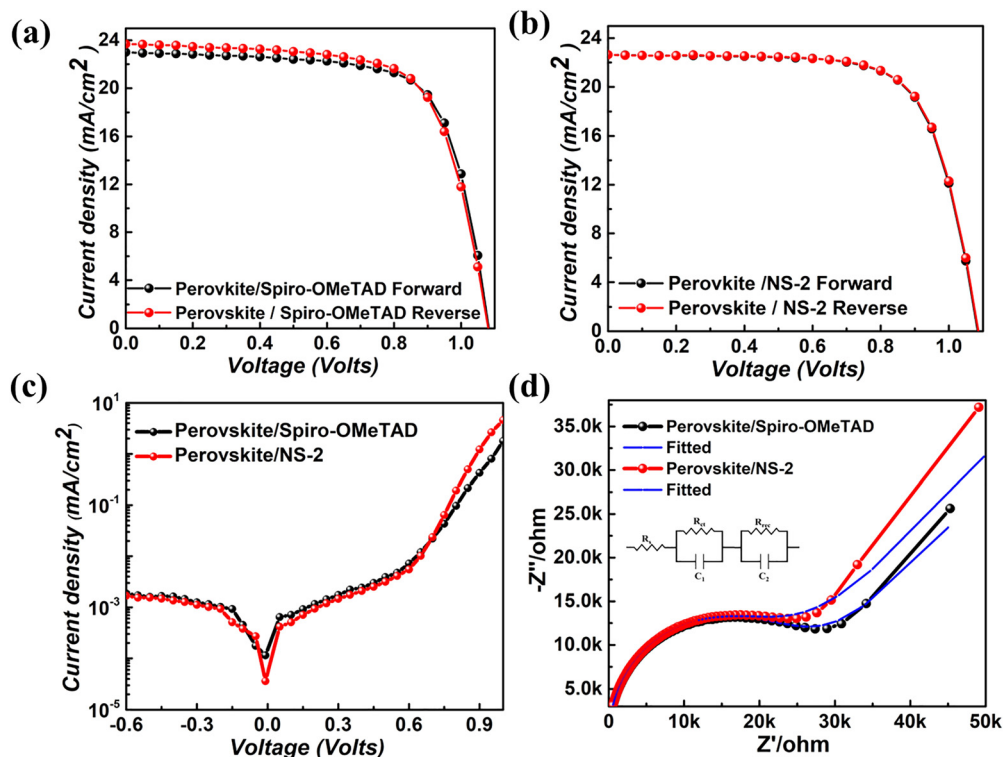 (a)
24
20
16
12
8
4
0
Current density (mA/cm2)
Perovkite/Spiro-OMeTAD Forward
Perovskite / Spiro-OMeTAD Reverse
0.0 0.2 0.4 0.6 0.8 1.0
Voltage (Volts)
(b)
24
20
16
12
8
4
0
Current density (mA/cm2)
Perovkite /NS-2 Forward
Perovskite / NS-2 Reverse
0.0 0.2 0.4 0.6 0.8 1.0
Voltage (Volts)
(c)
101
10-1
10-3
10-5
Current density (mA/cm2)
Perovskite/Spiro-OMeTAD
Perovskite/NS-2
-0.6 -0.3 0.0 0.3 0.6 0.9
Voltage (Volts)
(d)
35.0k
30.0k
25.0k
20.0k
15.0k
10.0k
5.0k
-Z"/ohm
Perovskite/Spiro-OMeTAD
Fitted
Perovskite/NS-2
Fitted
Rs
Rct
Rrec
C1
C2
0 10k 20k 30k 40k 50k
Z'/ohm